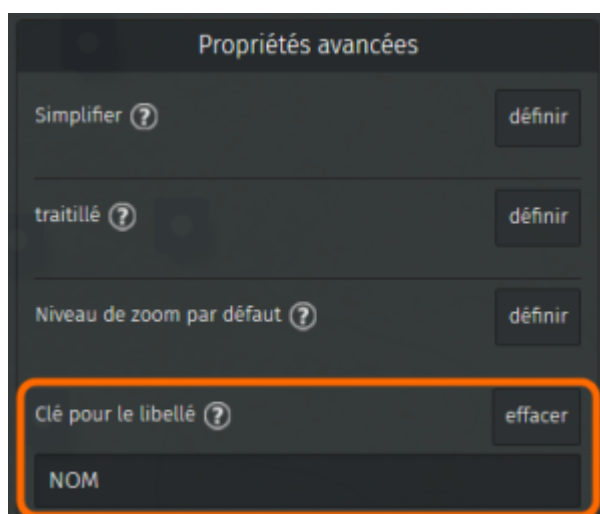 Propriétés avancées
Simplifier ? définir
traitillé ? définir
Niveau de zoom par défaut ? définir
Clé pour le libellé ? effacer
NOM